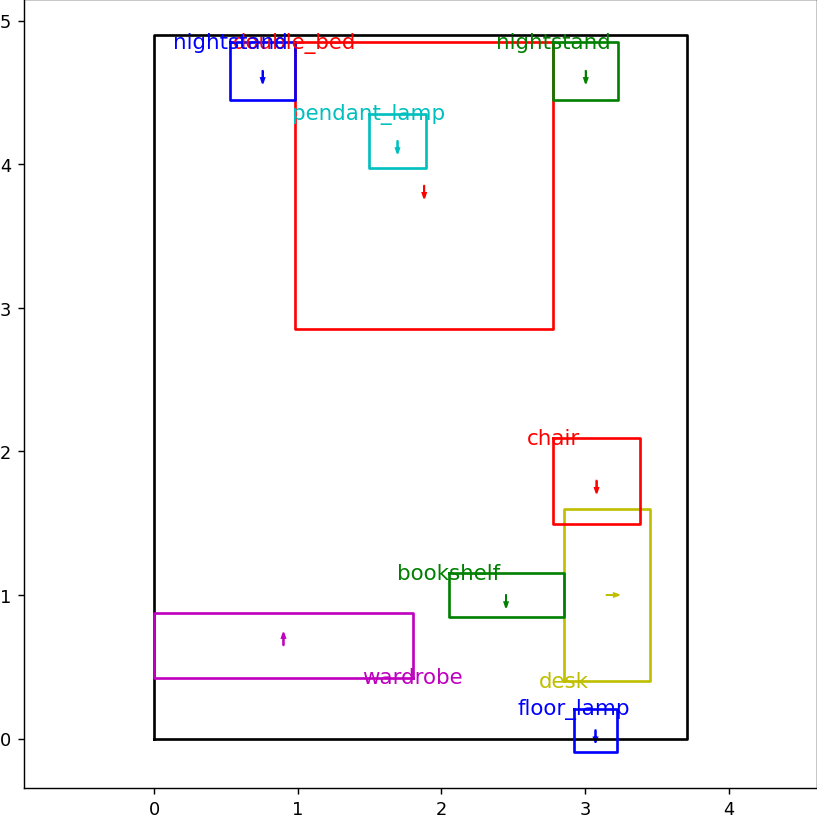 5
nightstand
double_bed
nightstand
pendant_lamp
4
3
chair
2
bookshelf
1
wardrobe
desk
floor_lamp
0
0 1 2 3 4